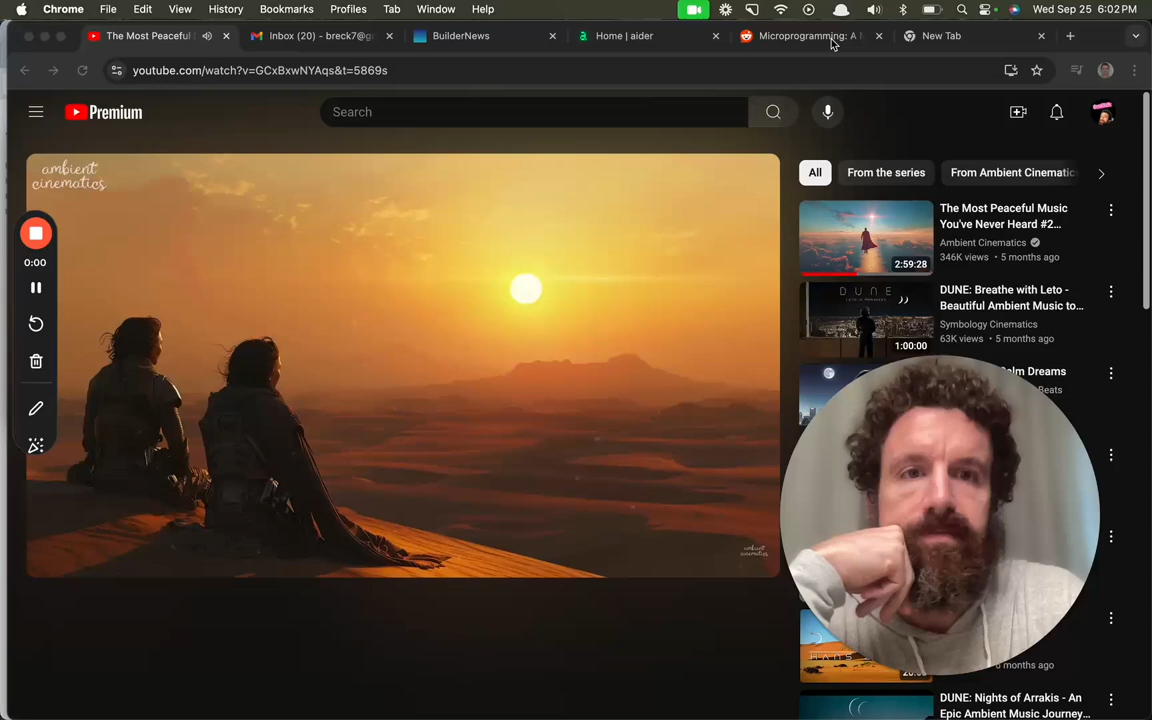 Chrome File Edit View History Bookmarks Profiles Tab Window Help Wed Sep 25 6:02 PM
The Most Peaceful Inbox (20) - breck7@g BuilderNews Home | aider Microprogramming: A New Tab
youtube.com/watch?v=GCxBxwNYAqs&t=5869s
Premium Search
ambient
cinematics
0:00
ambient
cinematics
All From the series From Ambient Cinematic
The Most Peaceful Music
You've Never Heard #2…
Ambient Cinematics
346K views • 5 months ago
2:59:28
DUNE
DUNE: Breathe with Leto -
Beautiful Ambient Music to…
Symbology Cinematics
63K views • 5 months ago
1:00:00
Dreams
Beats
HANS
months ago
DUNE: Nights of Arrakis - An
Epic Ambient Music Journey…